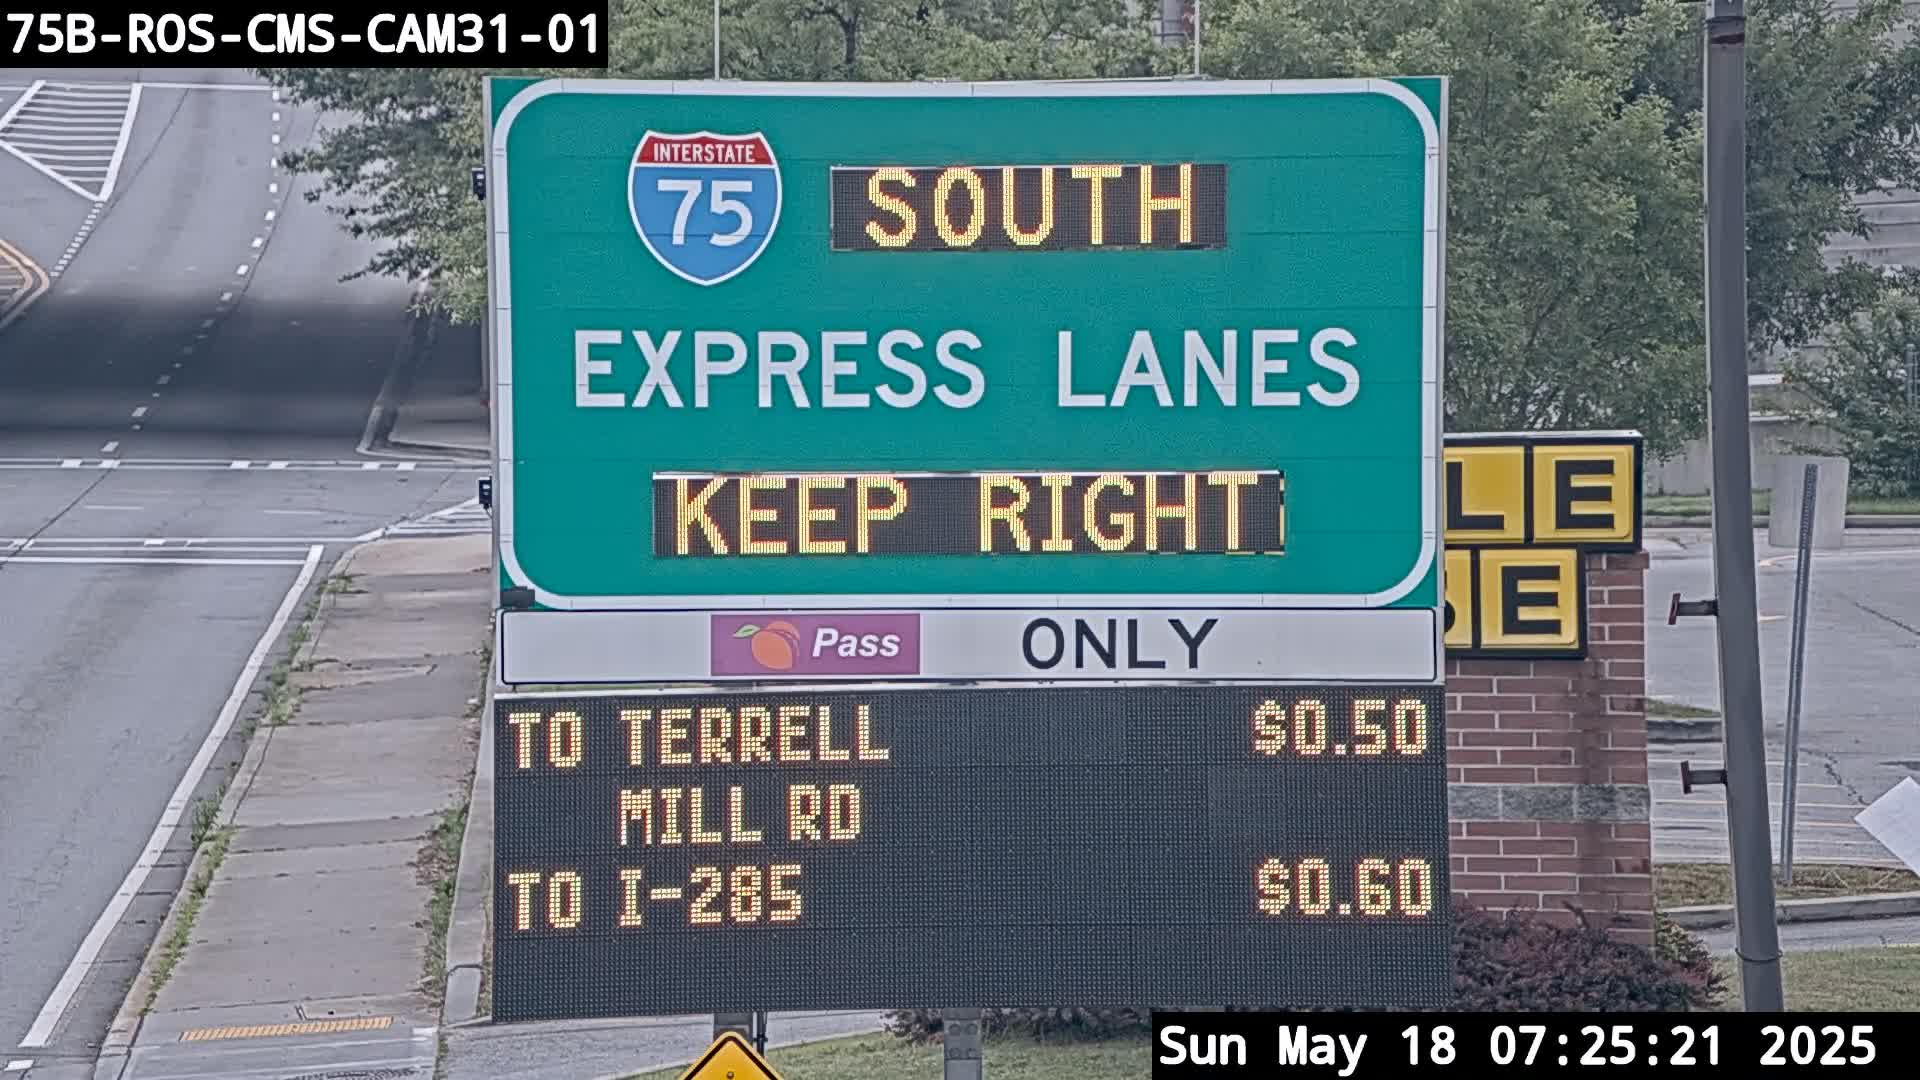 75B-ROS-CMS-CAM31-01
INTERSTATE
75
SOUTH
EXPRESS LANES
KEEP RIGHT
Pass ONLY
TO TERRELL $0.50
MILL RD
TO I-285 $0.60
LE
E
Sun May 18 07:25:21 2025